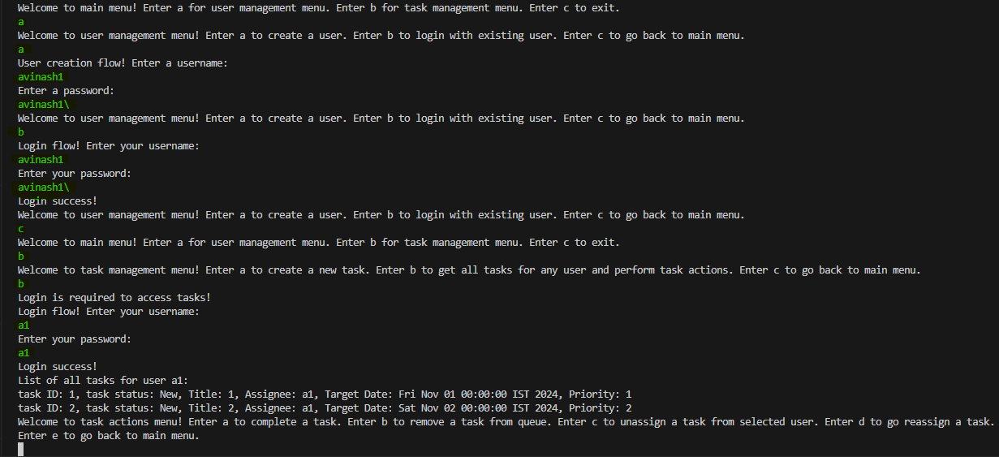 Welcome to main menu! Enter a for user management menu. Enter b for task management menu. Enter c to exit.
a
Welcome to user management menu! Enter a to create a user. Enter b to login with existing user. Enter c to go back to main menu.
a
User creation flow! Enter a username:
avinash1
Enter a password:
avinash1\
Welcome to user management menu! Enter a to create a user. Enter b to login with existing user. Enter c to go back to main menu.
b
Login flow! Enter your username:
avinash1
Enter your password:
avinash1\
Login success!
Welcome to user management menu! Enter a to create a user. Enter b to login with existing user. Enter c to go back to main menu.
c
Welcome to main menu! Enter a for user management menu. Enter b for task management menu. Enter c to exit.
b
Welcome to task management menu! Enter a to create a new task. Enter b to get all tasks for any user and perform task actions. Enter c to go back to main menu.
b
Login is required to access tasks!
Login flow! Enter your username:
a1
Enter your password:
a1
Login success!
List of all tasks for user a1:
task ID: 1, task status: New, Title: 1, Assignee: a1, Target Date: Fri Nov 01 00:00:00 IST 2024, Priority: 1
task ID: 2, task status: New, Title: 2, Assignee: a1, Target Date: Sat Nov 02 00:00:00 IST 2024, Priority: 2
Welcome to task actions menu! Enter a to complete a task. Enter b to remove a task from queue. Enter c to unassign a task from selected user. Enter d to go reassign a task.
Enter e to go back to main menu.